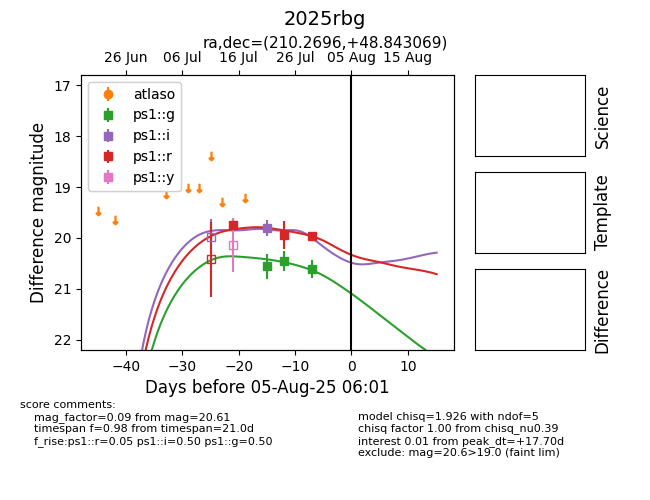 2025rbg
ra,dec=(210.2696,+48.843069)
26 Jun 06 Jul 16 Jul 26 Jul 05 Aug 15 Aug
17
18
19
20
21
22
Difference magnitude
atlaso
ps1::g
ps1::i
ps1::r
ps1::y
−40 −30 −20 −10 0 10
Days before 05-Aug-25 06:01
Science
Template
Difference
score comments:
mag_factor=0.09 from mag=20.61
timespan f=0.98 from timespan=21.0d
f_rise:ps1::r=0.05 ps1::i=0.50 ps1::g=0.50
model chisq=1.926 with ndof=5
chisq factor 1.00 from chisq_nu0.39
interest 0.01 from peak_dt=+17.70d
exclude: mag=20.6>19.0 (faint lim)